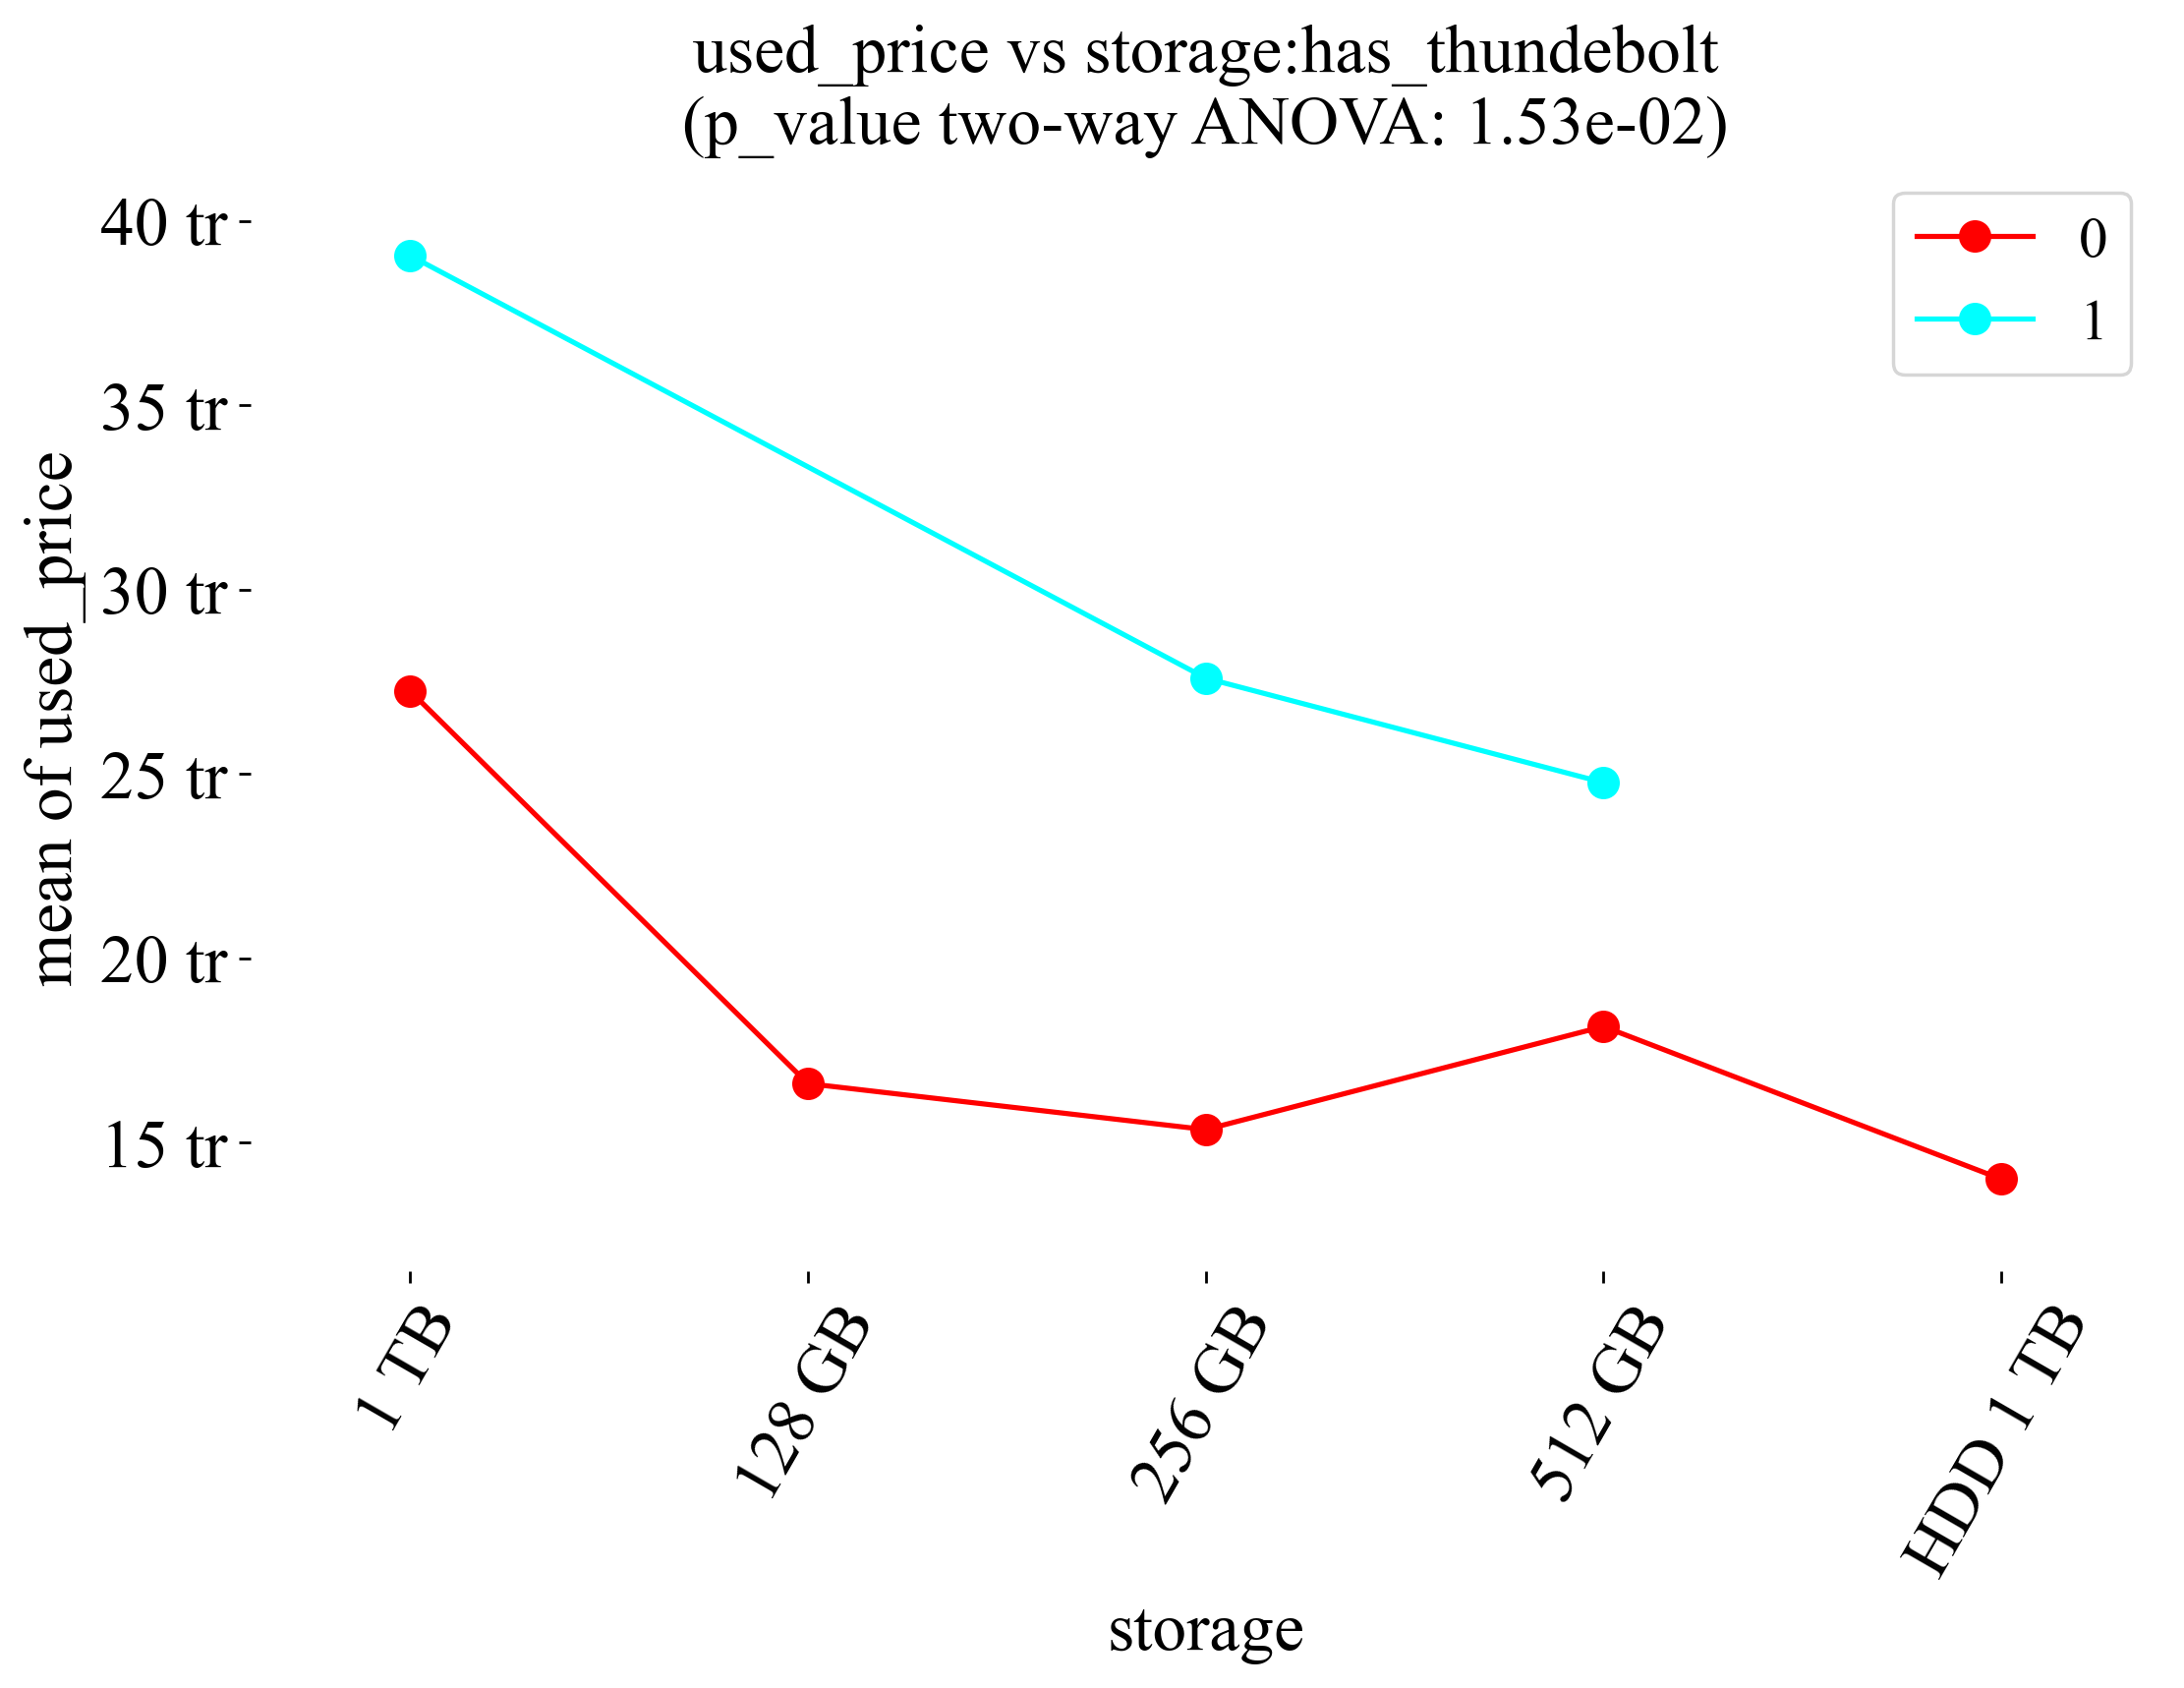 used_price vs storage:has_thundebolt
(p_value two-way ANOVA: 1.53e-02)
0
1
mean of used_price
40 tr
35 tr
30 tr
25 tr
20 tr
15 tr
1 TB
128 GB
256 GB
512 GB
HDD 1 TB
storage